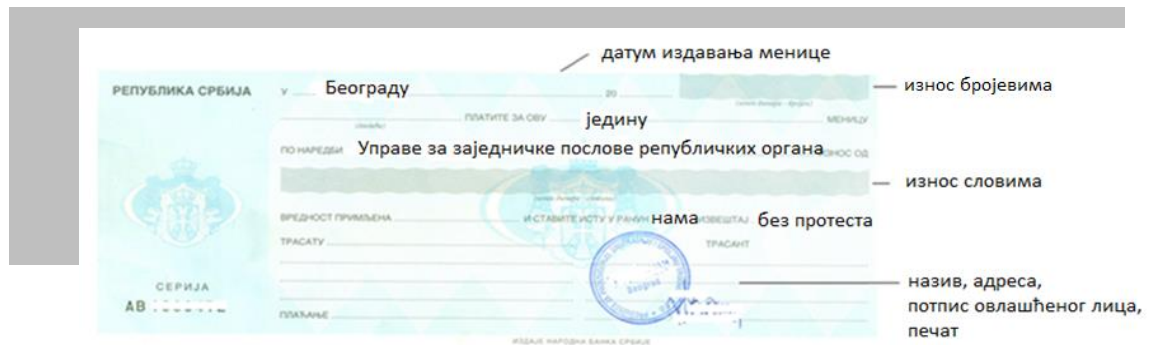 датум издавања менице
РЕПУБЛИКА СРБИЈА
у Београду 20
износ бројевима
ПЛАТИТЕ ЗА ОВУ једину МЕНИЦУ
ПО НАРЕДБИ Управе за заједничке послове републичких органа ИЗНОС ОД
износ словима
ВРЕДНОСТ ПРИМЉЕНА И СТАВИТЕ ИСТУ У РАЧУН нама ИЗВЕШТАЈ без протеста
ТРАСАТУ ТРАСАНТ
СЕРИЈА
АВ
назив, адреса,
потпис овлашћеног лица,
печат
ПЛАЋАЊЕ
ИЗДАЈЕ НАРОДНА БАНКА СРБИЈЕ